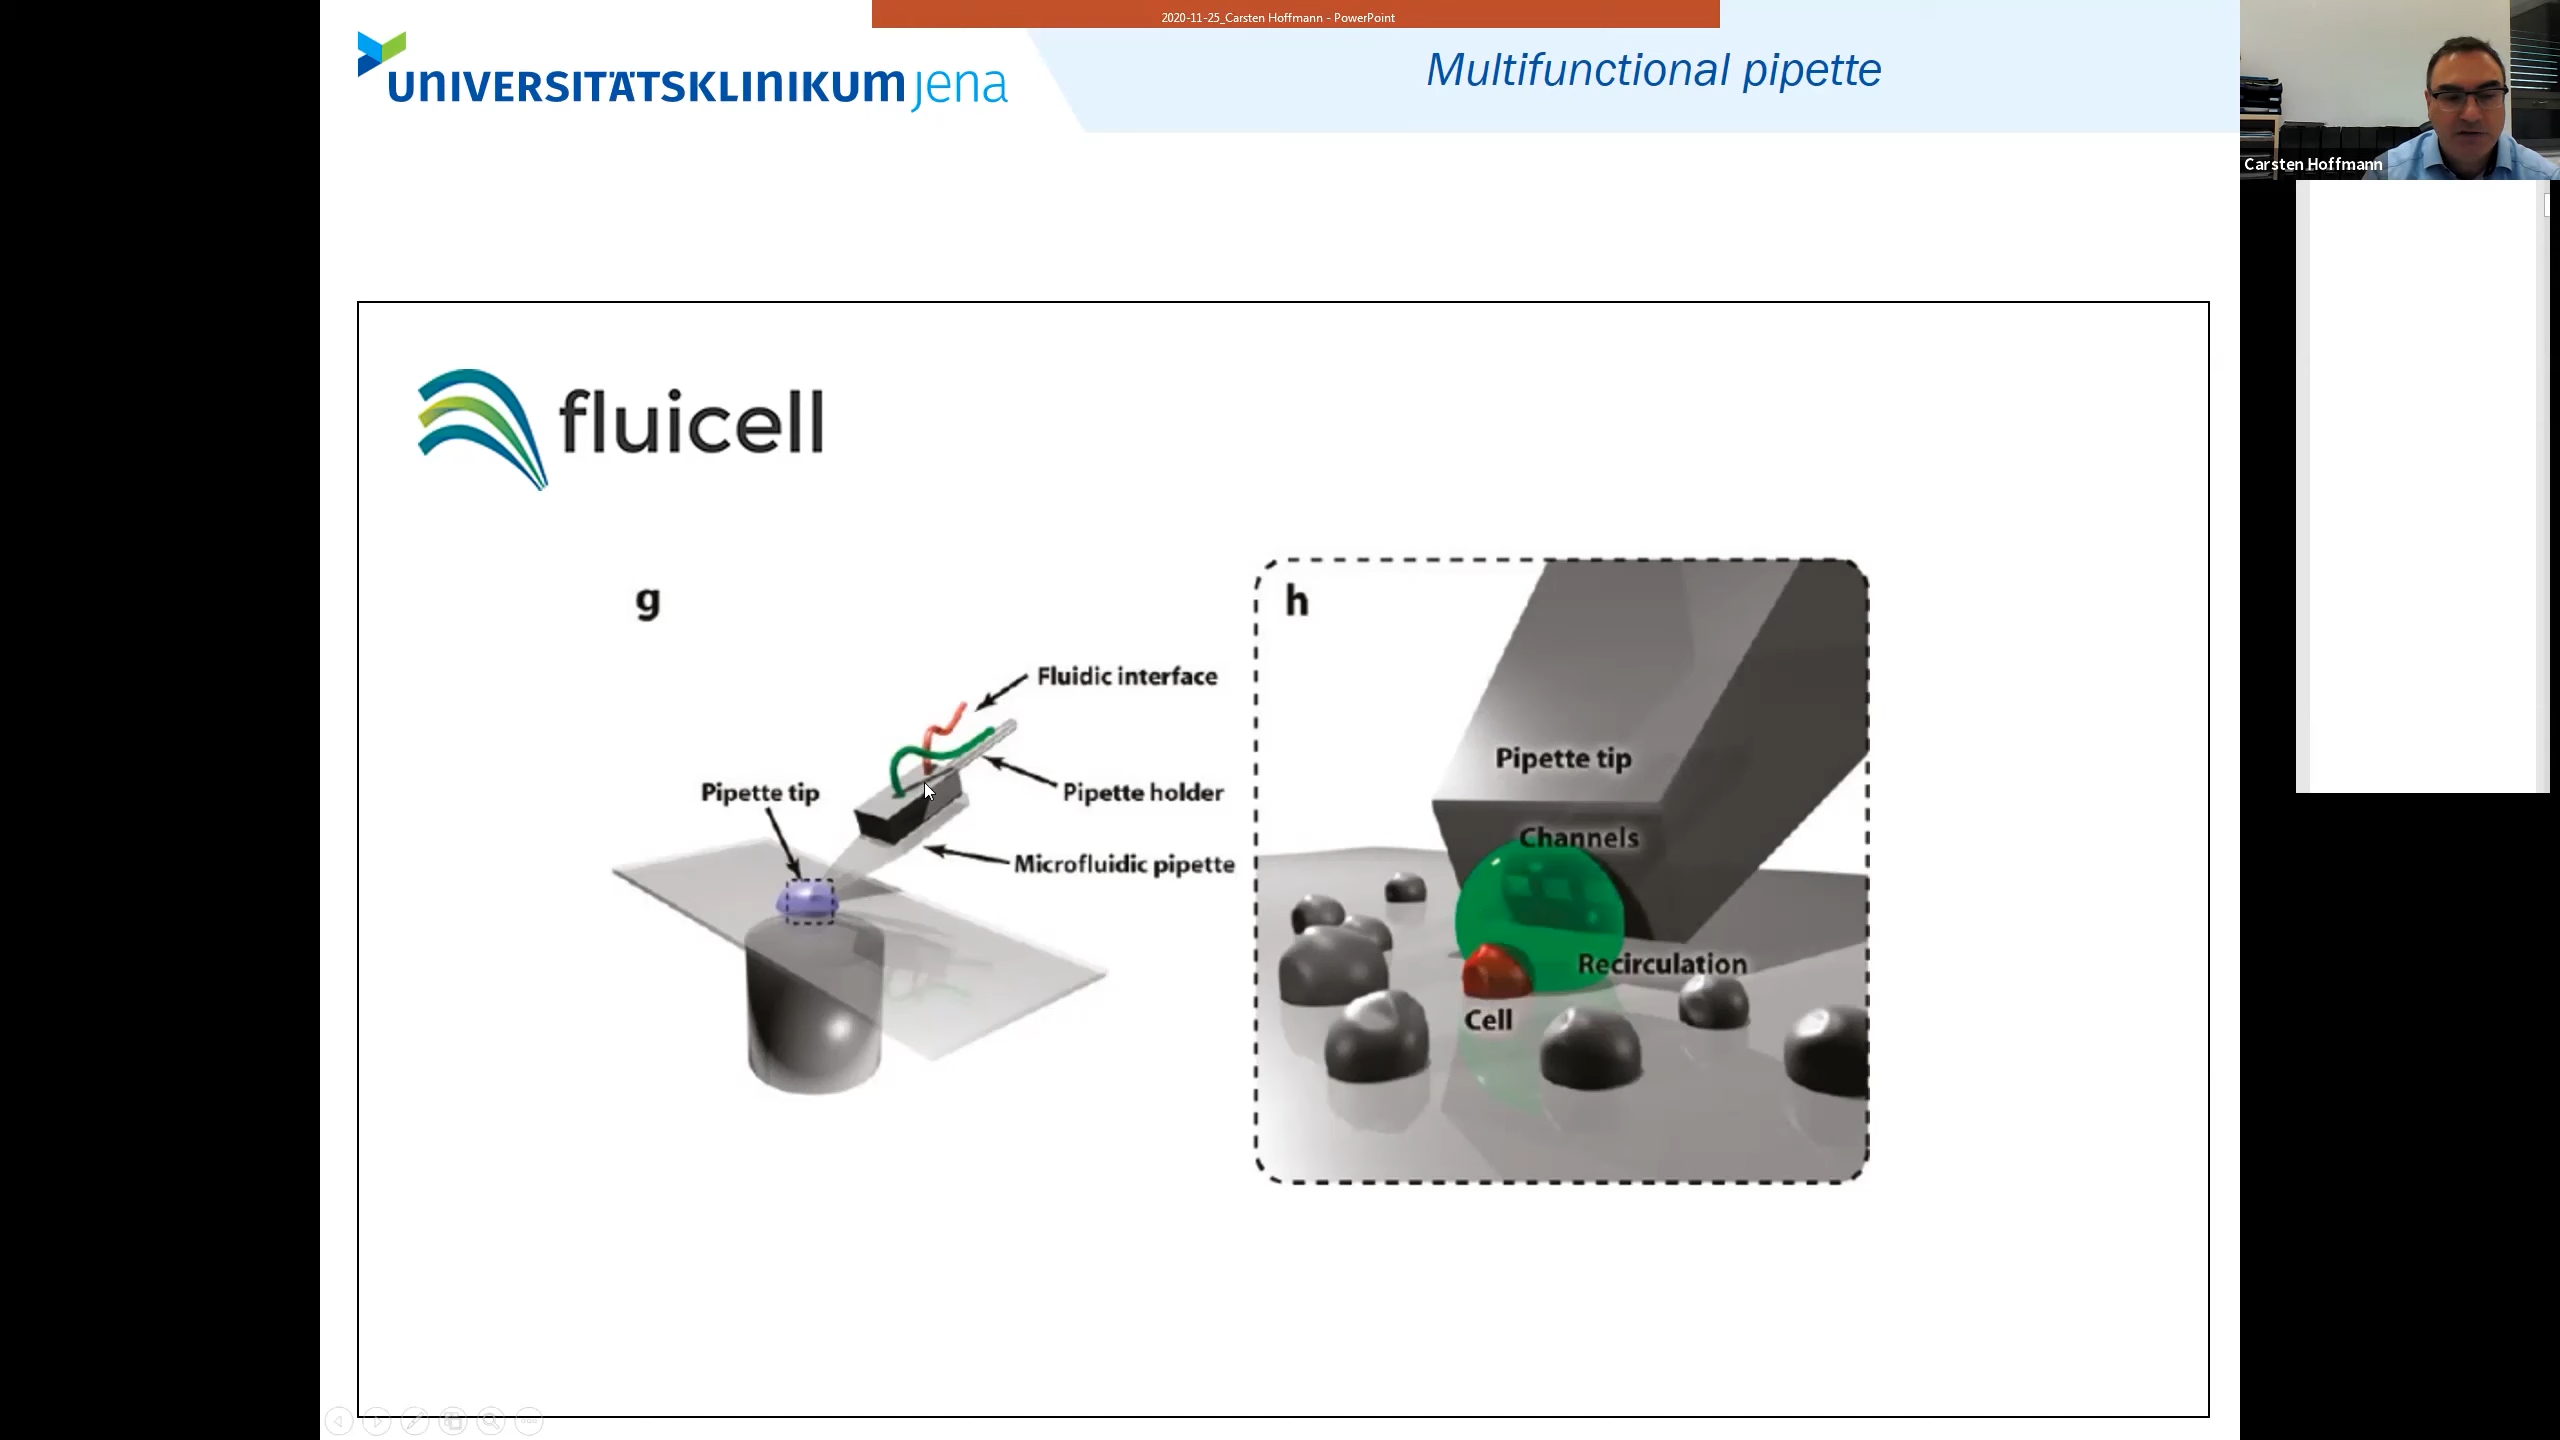 2020-11-25_Carsten Hoffmann - PowerPoint
UNIVERSITÄTSKLINIKUM jena
Multifunctional pipette
Carsten Hoffmann
fluicell
g
h
Fluidic interface
Pipette tip
Pipette holder
Microfluidic pipette
Pipette tip
Channels
Recirculation
Cell